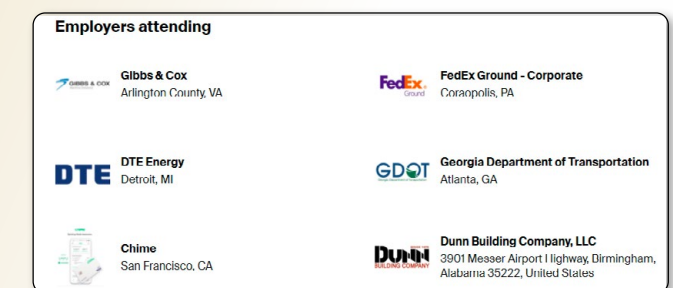 Employers attending
GIBBS & COX
Gibbs & Cox
Arlington County, VA
FedEx
Ground
FedEx Ground - Corporate
Coraopolis, PA
DTE
DTE Energy
Detroit, MI
GDOT
Georgia Department of Transportation
Atlanta, GA
Chime
San Francisco, CA
DUNN
BUILDING COMPANY
Dunn Building Company, LLC
3901 Messer Airport Highway, Birmingham,
Alabama 35222, United States